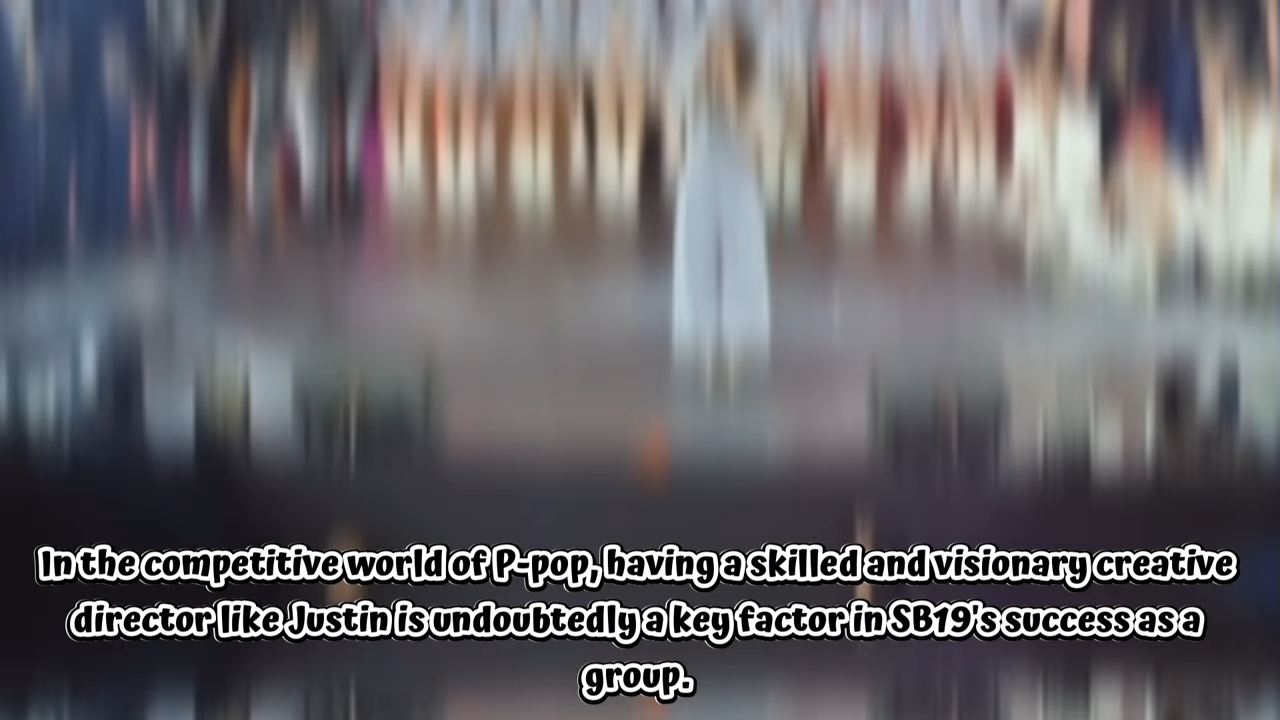 In the competitive world of P-pop, having a skilled and visionary creative
director like Justin is undoubtedly a key factor in SB19's success as a
group.